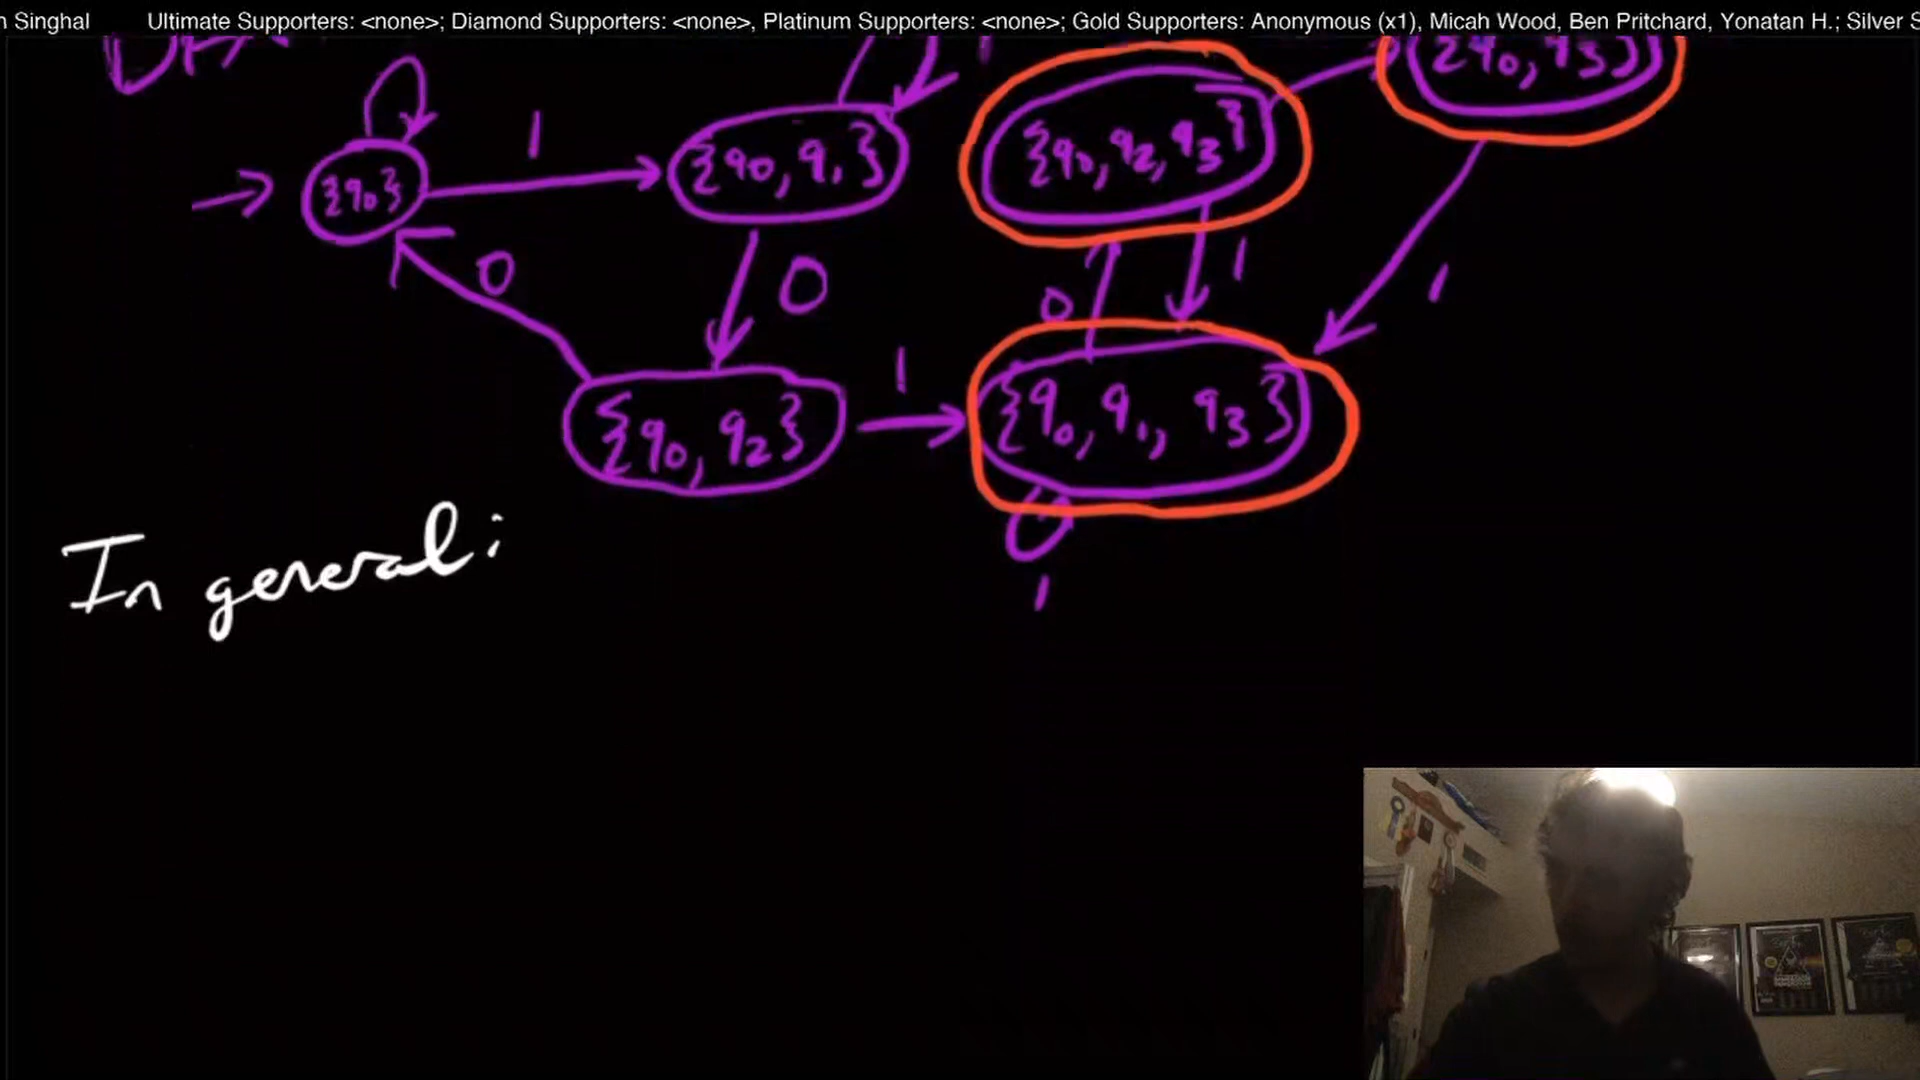 n Singhal Ultimate Supporters: <none>; Diamond Supporters: <none>, Platinum Supporters: <none>; Gold Supporters: Anonymous (x1), Micah Wood, Ben Pritchard, Yonatan H.; Silver S
DFA
{q0, q3}
1
{q0}
{q0, q1}
{q0, q2, q3}
0
0
0
1
1
1
{q0, q2}
{q0, q1, q3}
In general:
1